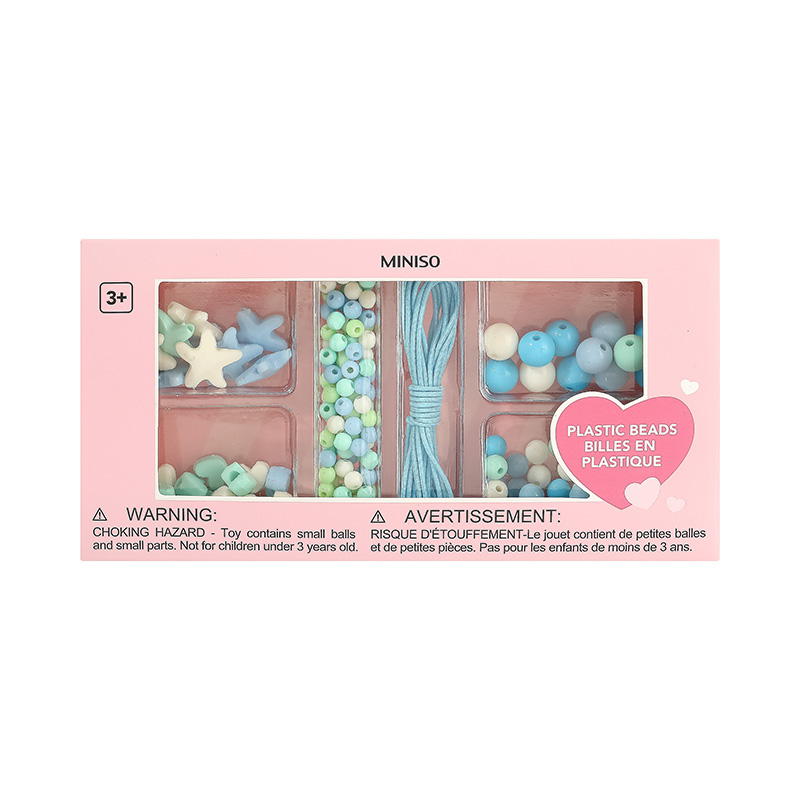 MINISO
3+
PLASTIC BEADS
BILLES EN
PLASTIQUE
⚠ WARNING:
CHOKING HAZARD - Toy contains small balls
and small parts. Not for children under 3 years old.
⚠ AVERTISSEMENT:
RISQUE D'ÉTOUFFEMENT-Le jouet contient de petites balles
et de petites pièces. Pas pour les enfants de moins de 3 ans.